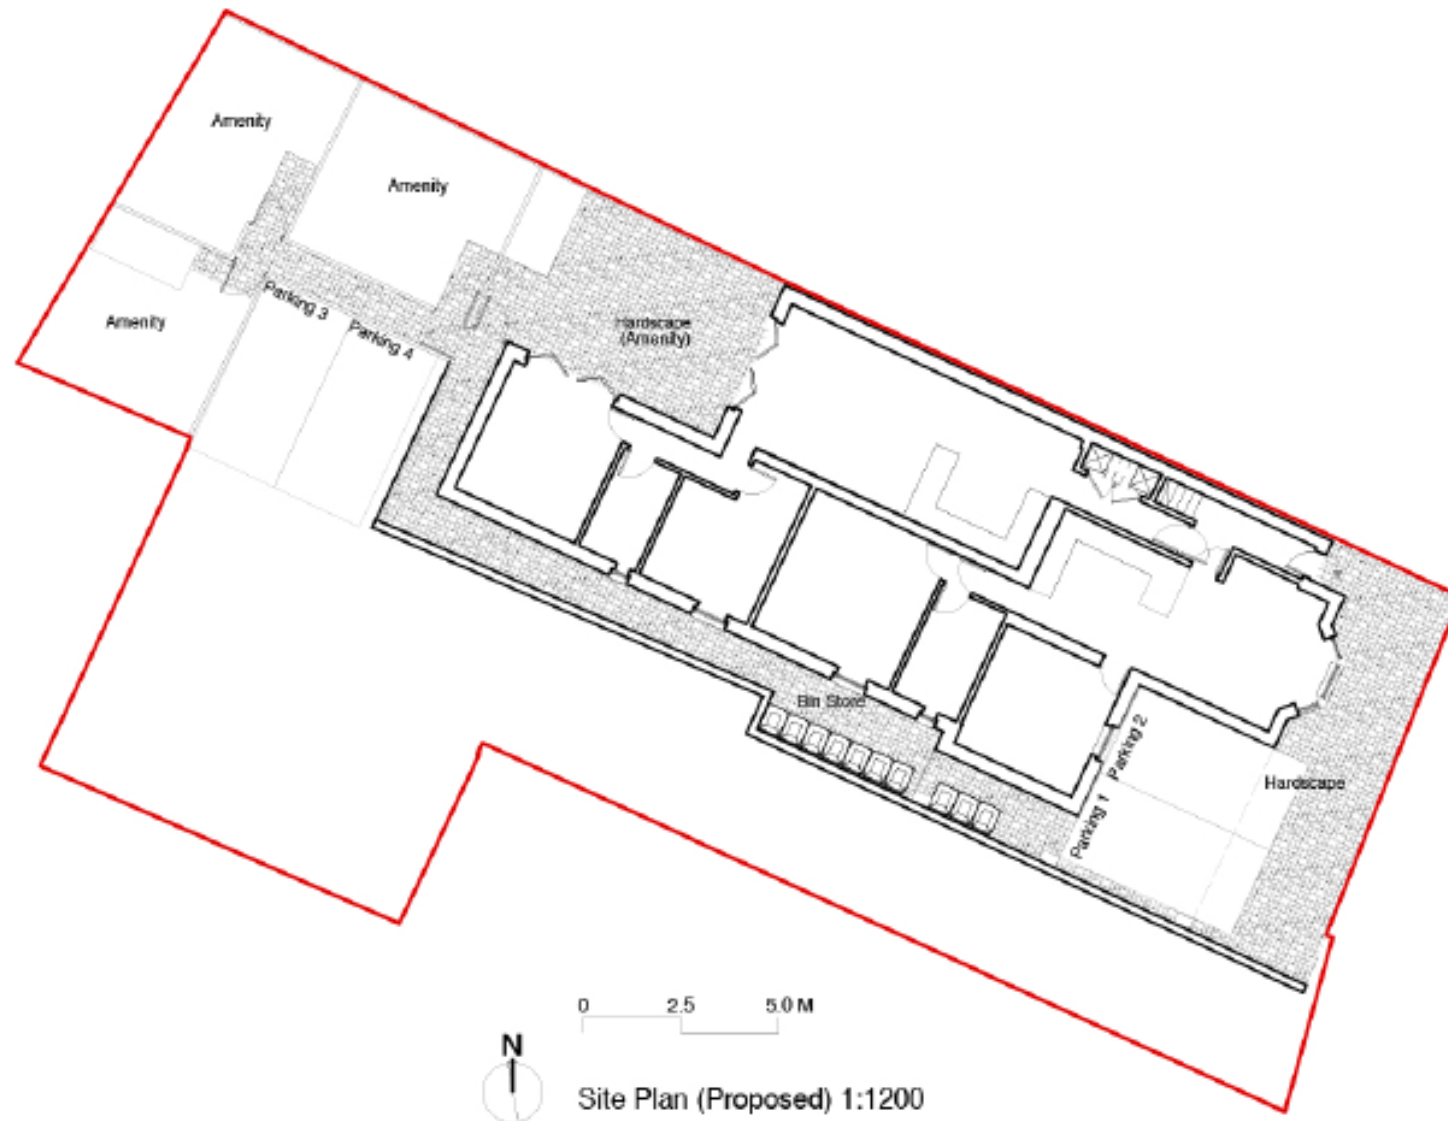 Amenity
Amenity
Parking 3
Amenity
Parking 4
Hardscape
(Amenity)
Bin Store
Parking 2
Parking 1
Hardscape
0 2.5 5.0 M
N
Site Plan (Proposed) 1:1200